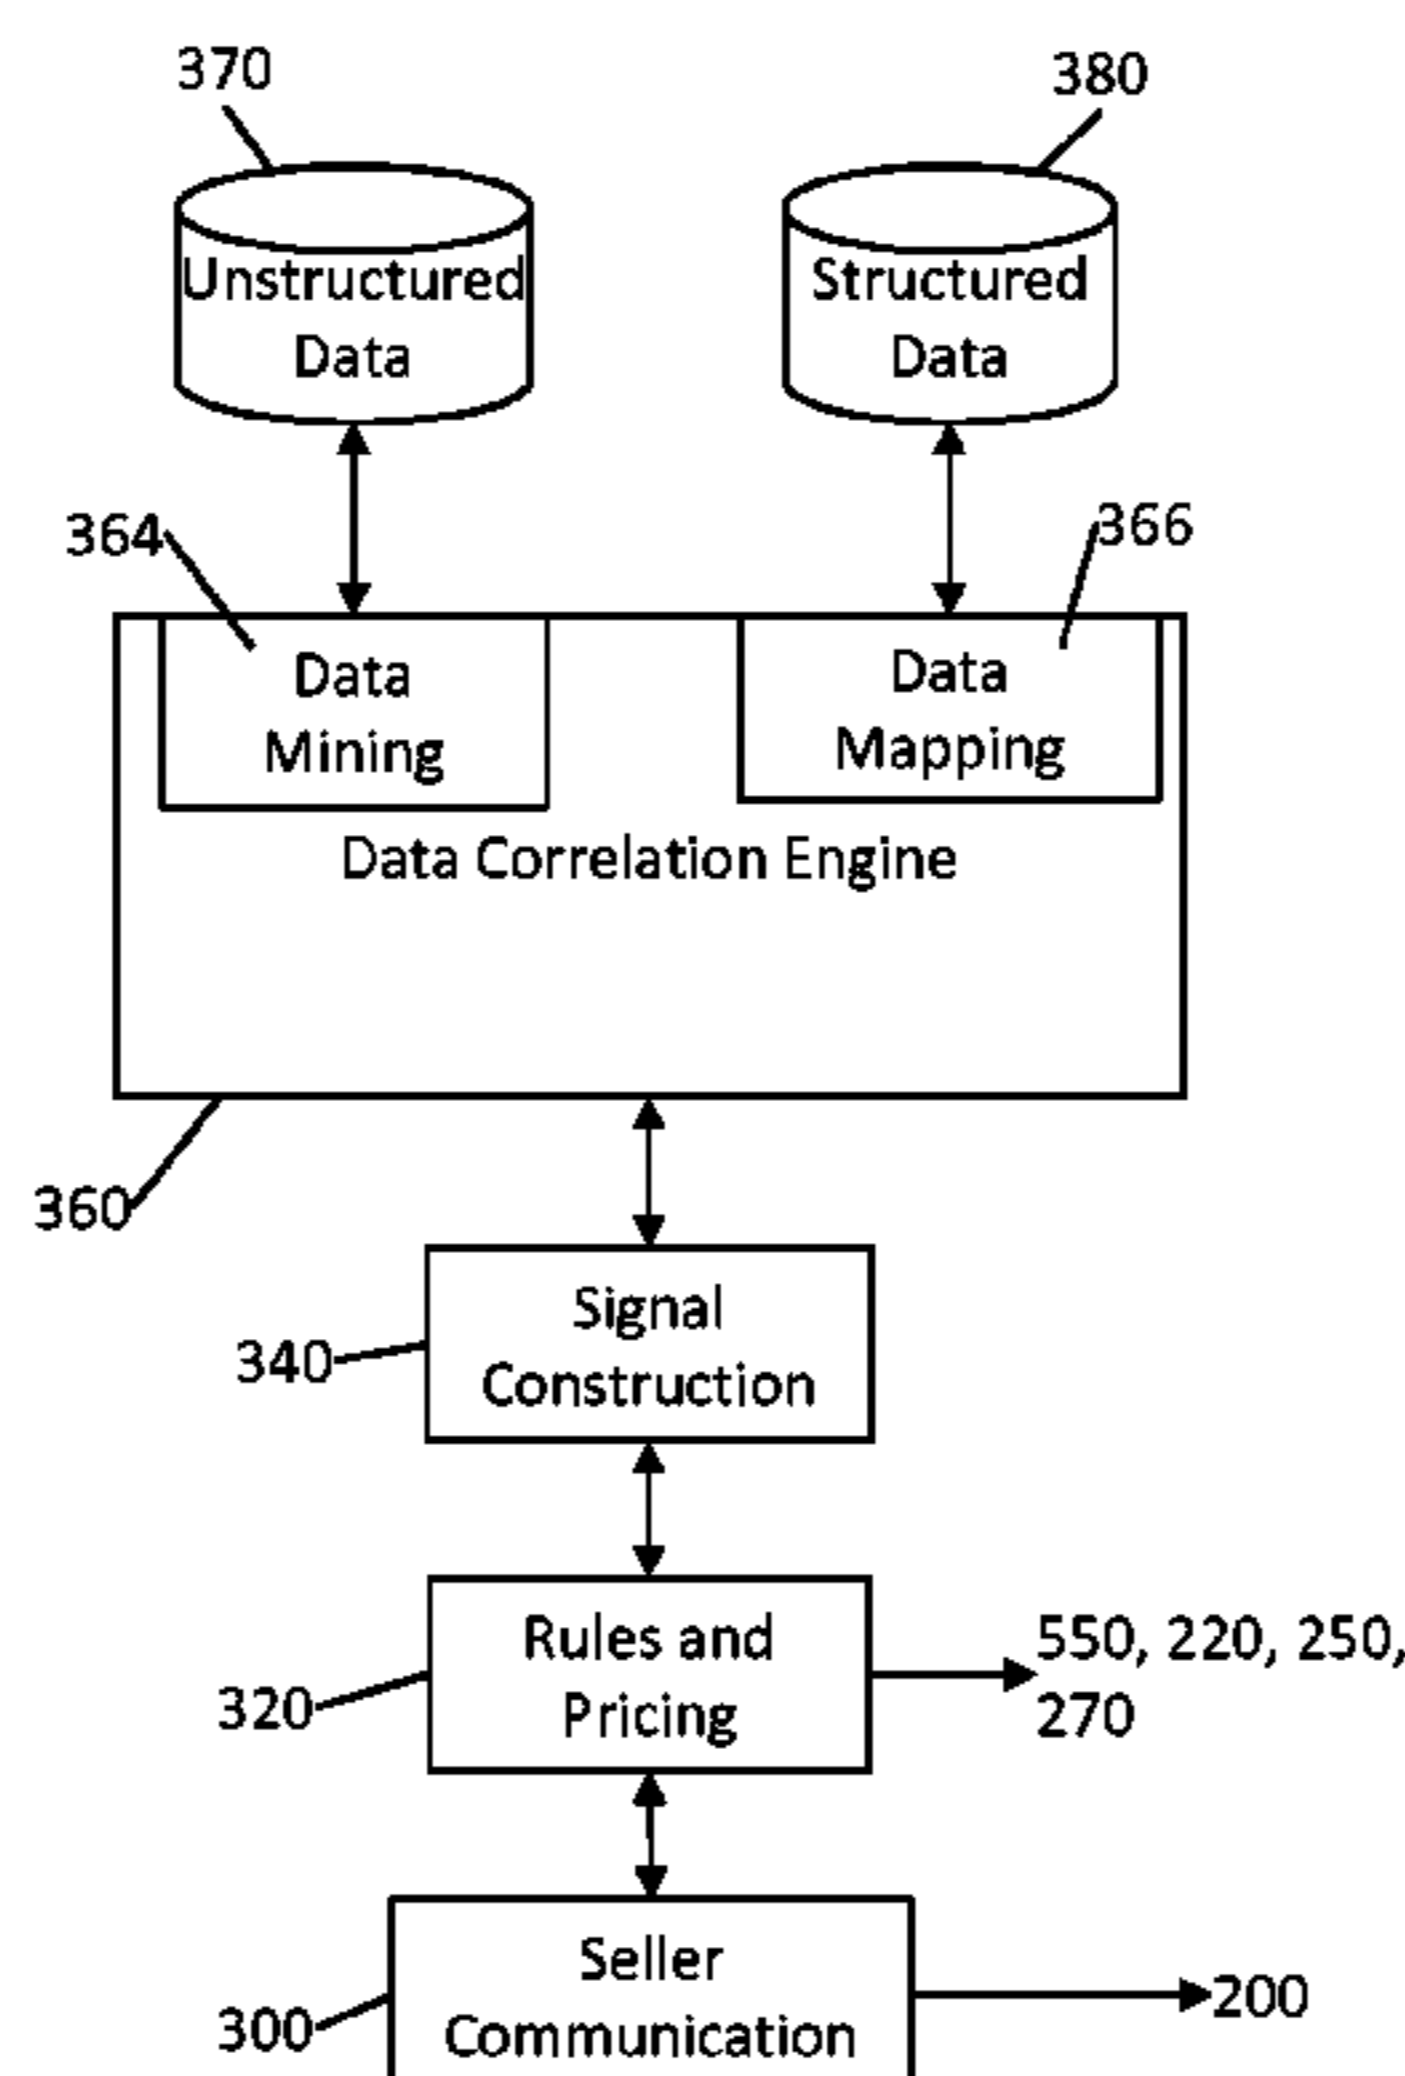 370
380
Unstructured
Data
Structured
Data
364
366
Data
Mining
Data
Mapping
Data Correlation Engine
360
Signal
Construction
340
Rules and
Pricing
320
550, 220, 250,
270
Seller
Communication
300
200